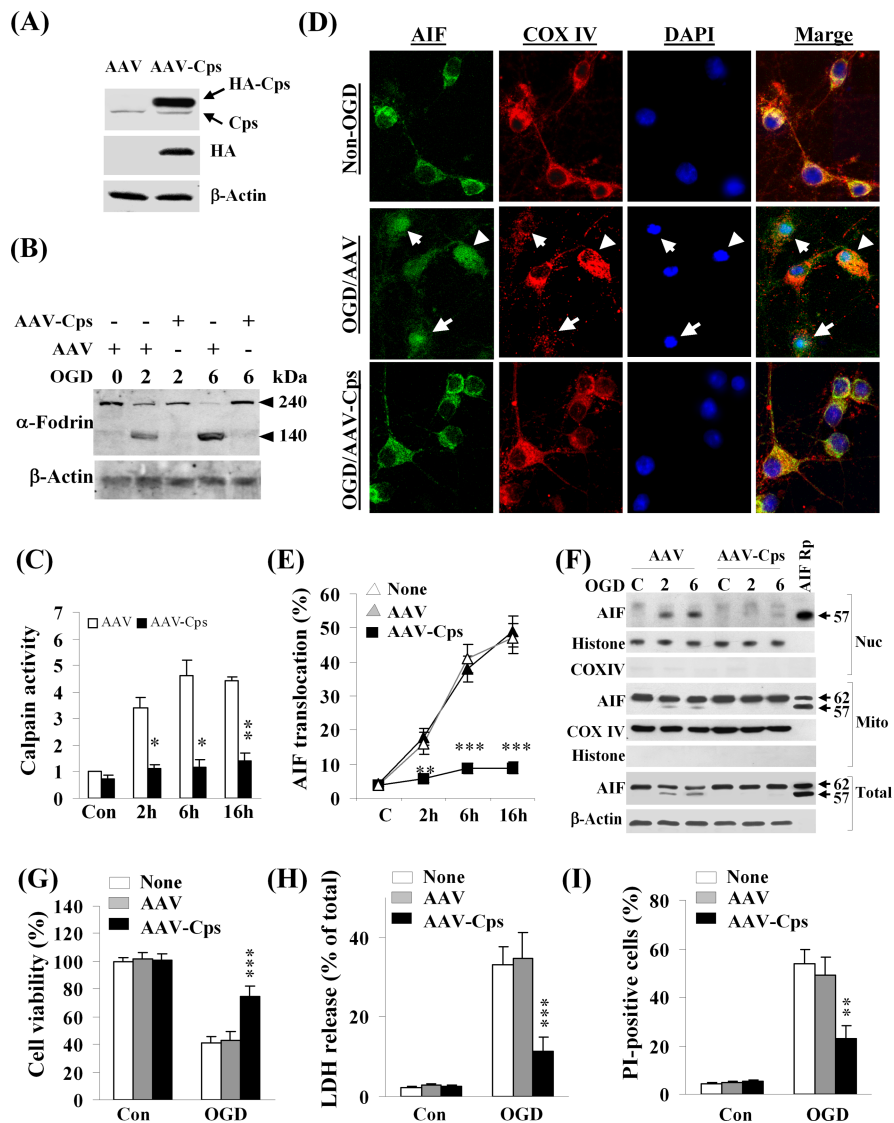 (A)
AAV AAV-Cps
HA-Cps
Cps
HA
β-Actin
(B)
AAV-Cps - - + - +
AAV + + - + -
OGD 0 2 2 6 6 kDa
α-Fodrin
240
140
β-Actin
(C)
Calpain activity
AAV AAV-Cps
7
6
5
4
3
2
1
0
* * **
Con 2h 6h 16h
(D)
AIF COX IV DAPI Marge
Non-OGD
OGD/AAV
OGD/AAV-Cps
(E)
AIF translocation (%)
None
AAV
AAV-Cps
60
50
40
30
20
10
0
** *** ***
C 2h 6h 16h
(F)
AAV AAV-Cps AIF Rp
OGD C 2 6 C 2 6
AIF 57
Histone
COXIV
Nuc
AIF 62
57
COX IV
Histone
Mito
AIF 62
57
Total
β-Actin
(G)
None
AAV
AAV-Cps
Cell viability (%)
140
120
100
80
60
40
20
0
***
Con OGD
(H)
None
AAV
AAV-Cps
LDH release (% of total)
40
20
0
***
Con OGD
(I)
None
AAV
AAV-Cps
PI-positive cells (%)
80
60
40
20
0
**
Con OGD